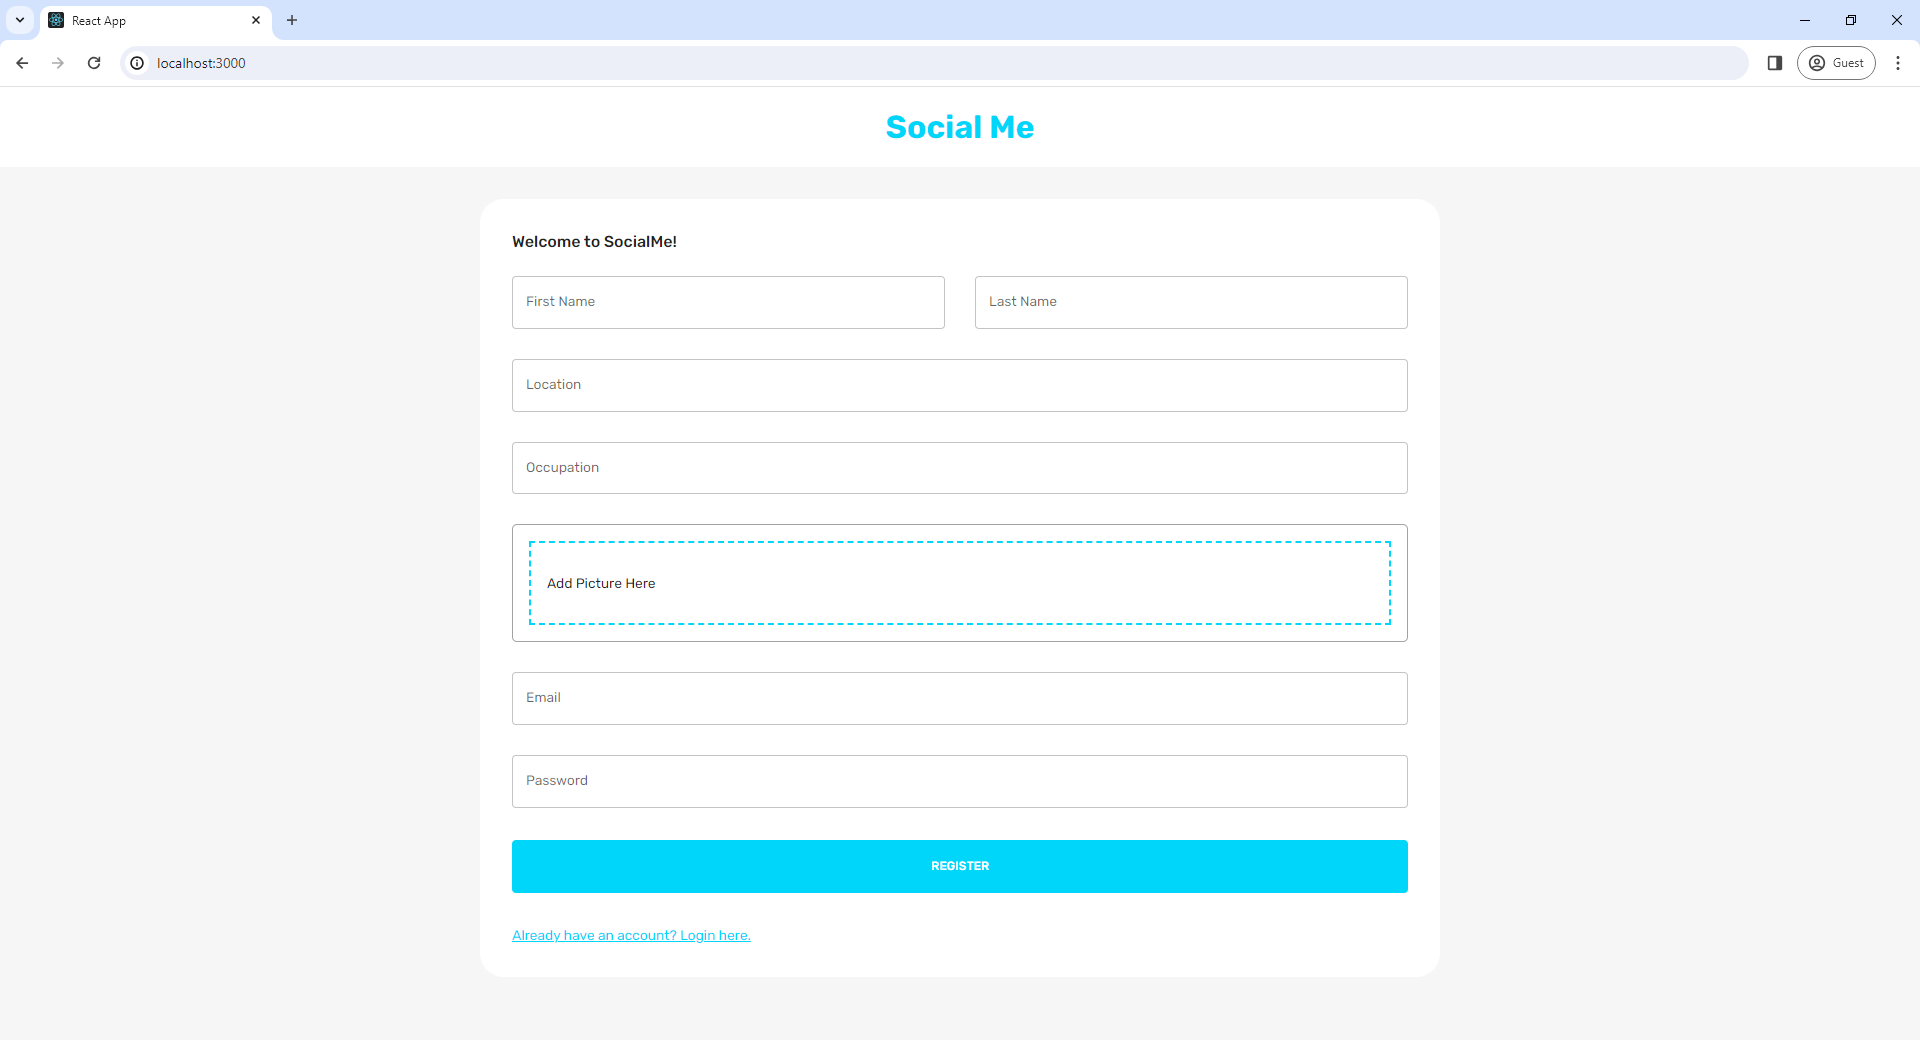 React App
localhost:3000
Guest
Social Me
Welcome to SocialMe!
First Name
Last Name
Location
Occupation
Add Picture Here
Email
Password
REGISTER
Already have an account? Login here.